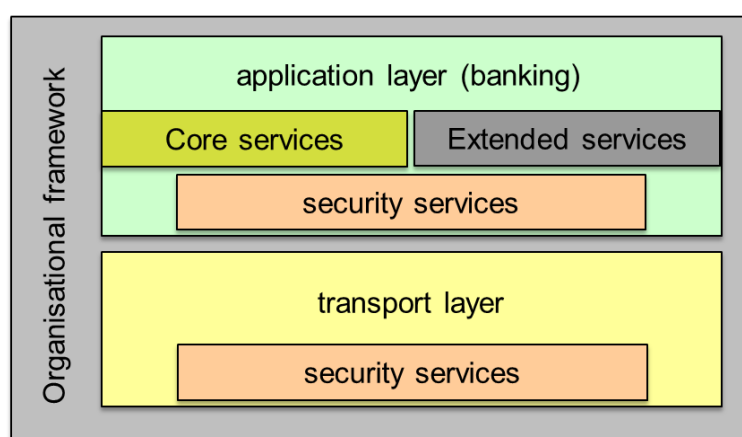 Organisational framework
application layer (banking)
Core services
Extended services
security services
transport layer
security services